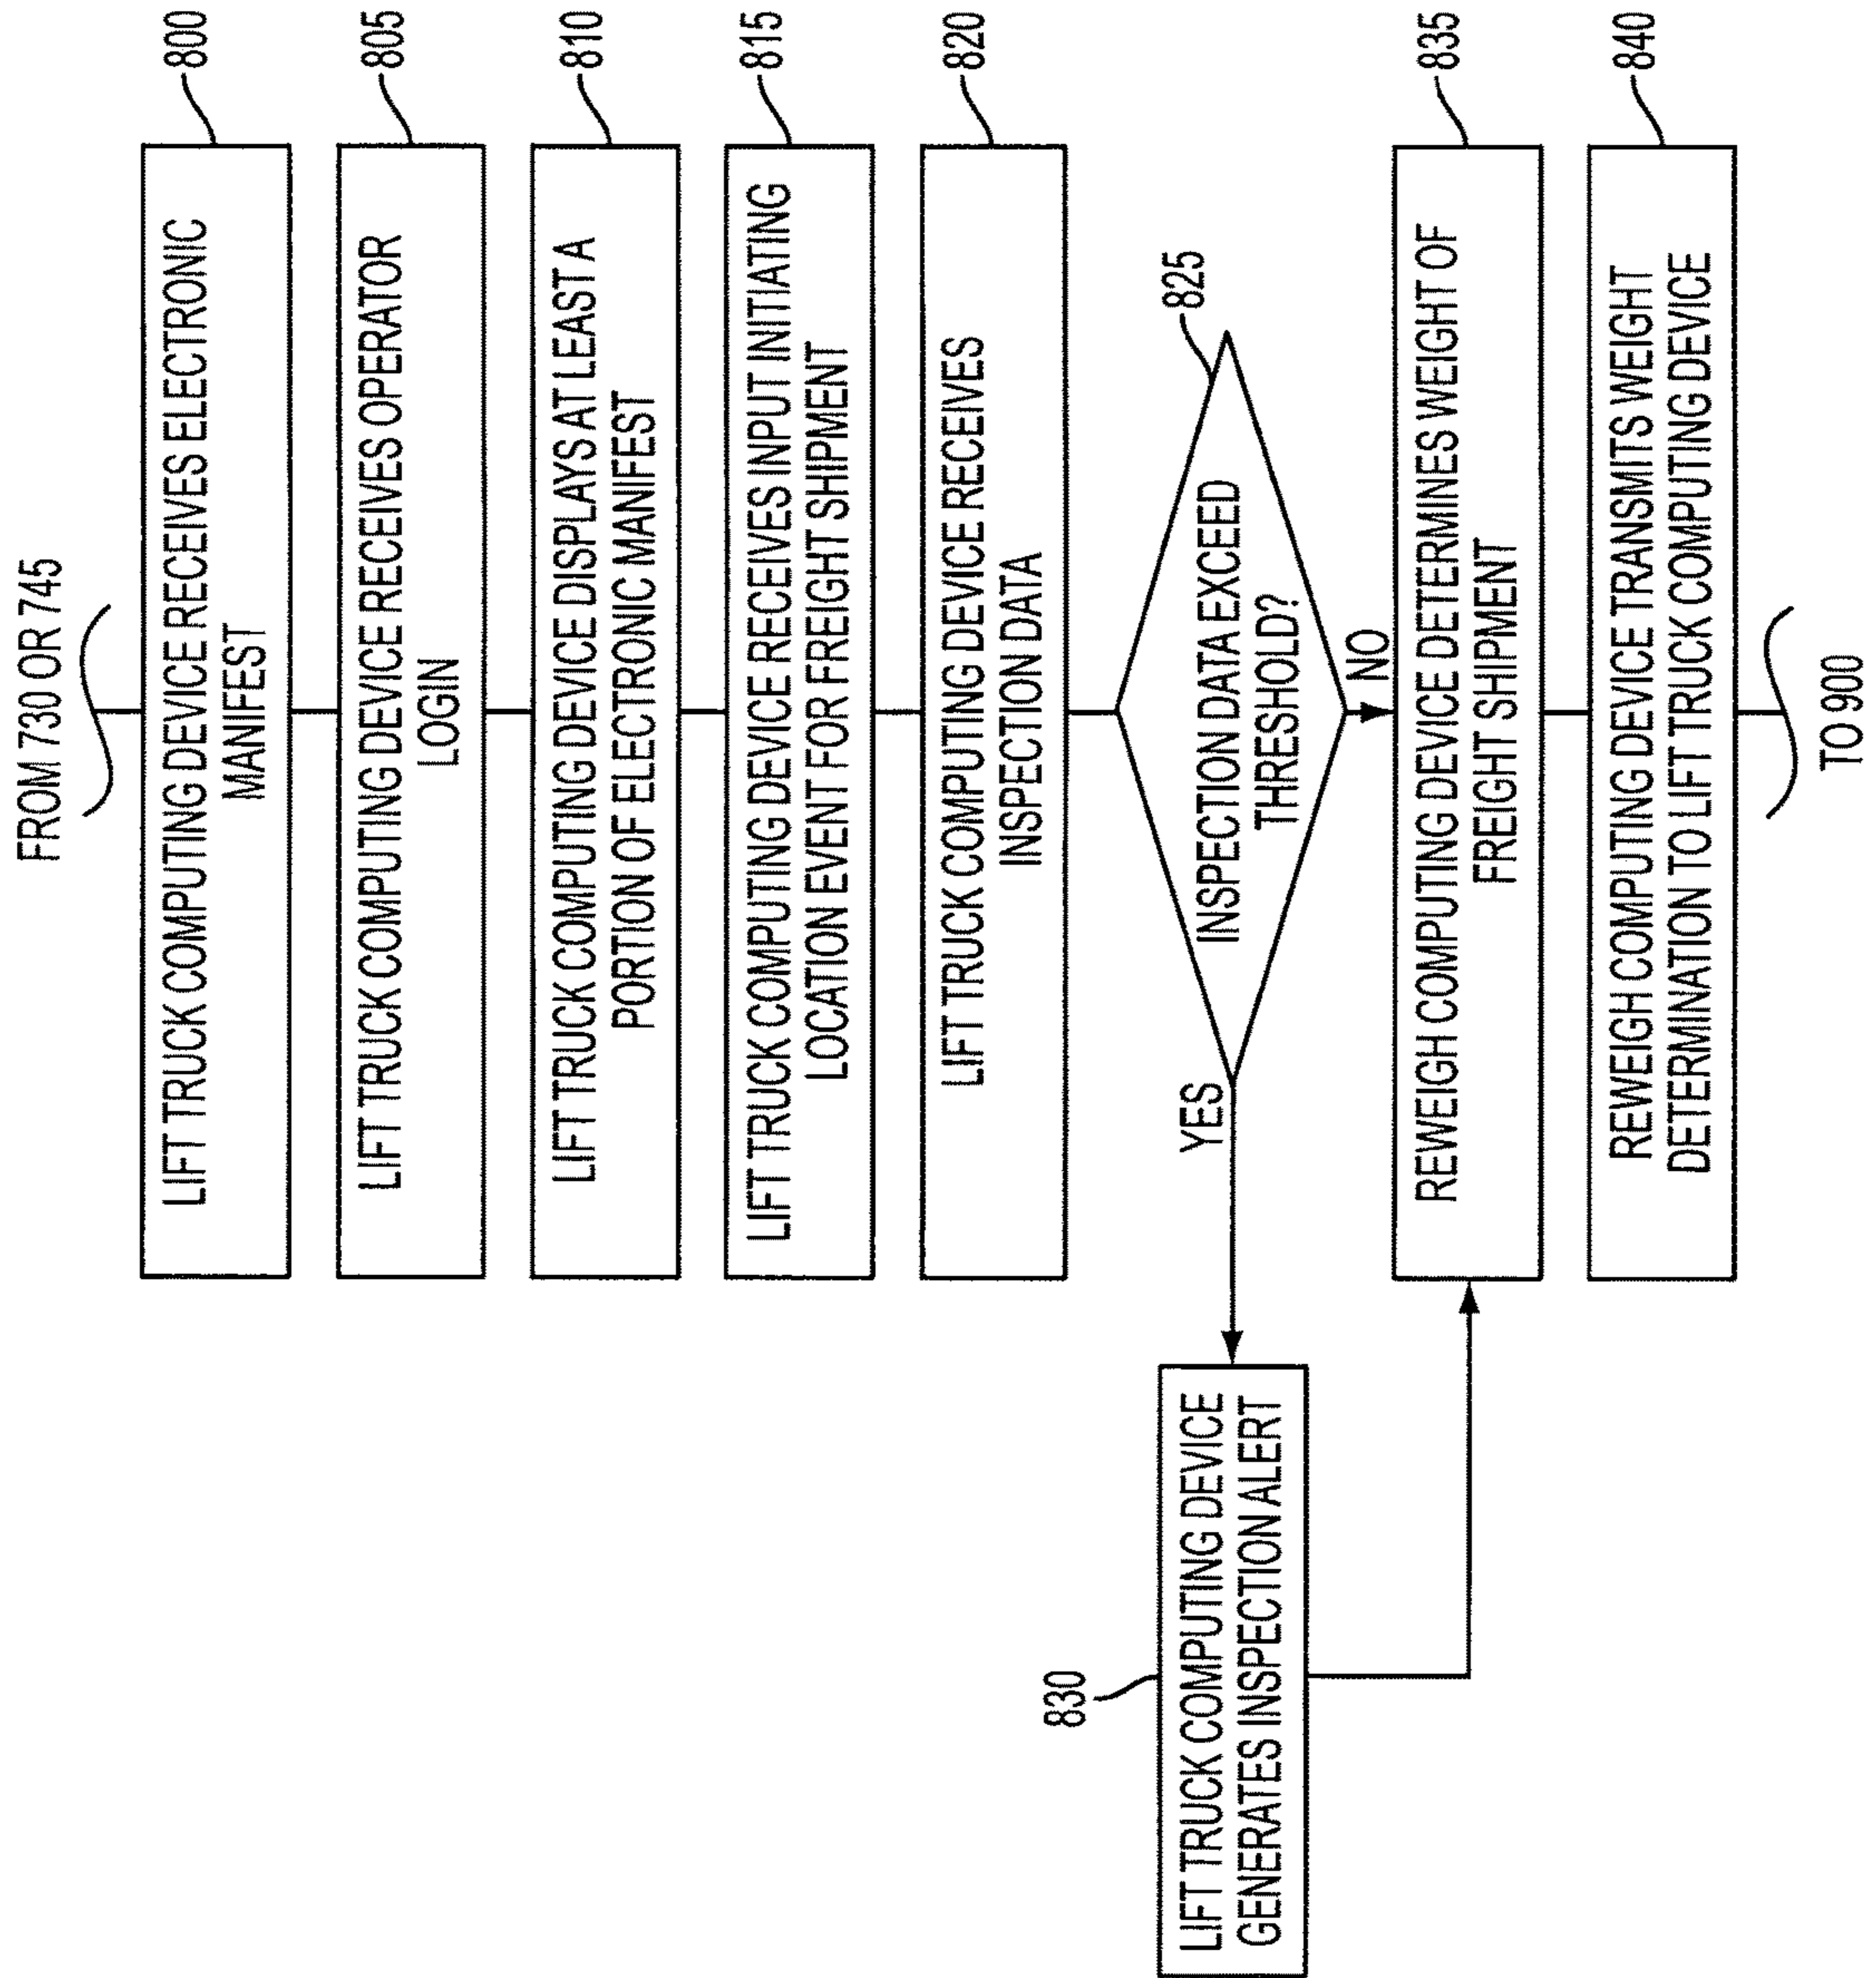 FROM 730 OR 745
LIFT TRUCK COMPUTING DEVICE RECEIVES ELECTRONIC
MANIFEST
800
LIFT TRUCK COMPUTING DEVICE RECEIVES OPERATOR
LOGIN
805
LIFT TRUCK COMPUTING DEVICE DISPLAYS AT LEAST A
PORTION OF ELECTRONIC MANIFEST
810
LIFT TRUCK COMPUTING DEVICE RECEIVES INPUT INITIATING
LOCATION EVENT FOR FREIGHT SHIPMENT
815
LIFT TRUCK COMPUTING DEVICE RECEIVES
INSPECTION DATA
820
INSPECTION DATA EXCEED
THRESHOLD?
825
YES
NO
830
LIFT TRUCK COMPUTING DEVICE
GENERATES INSPECTION ALERT
REWEIGH COMPUTING DEVICE DETERMINES WEIGHT OF
FREIGHT SHIPMENT
835
REWEIGH COMPUTING DEVICE TRANSMITS WEIGHT
DETERMINATION TO LIFT TRUCK COMPUTING DEVICE
840
TO 900